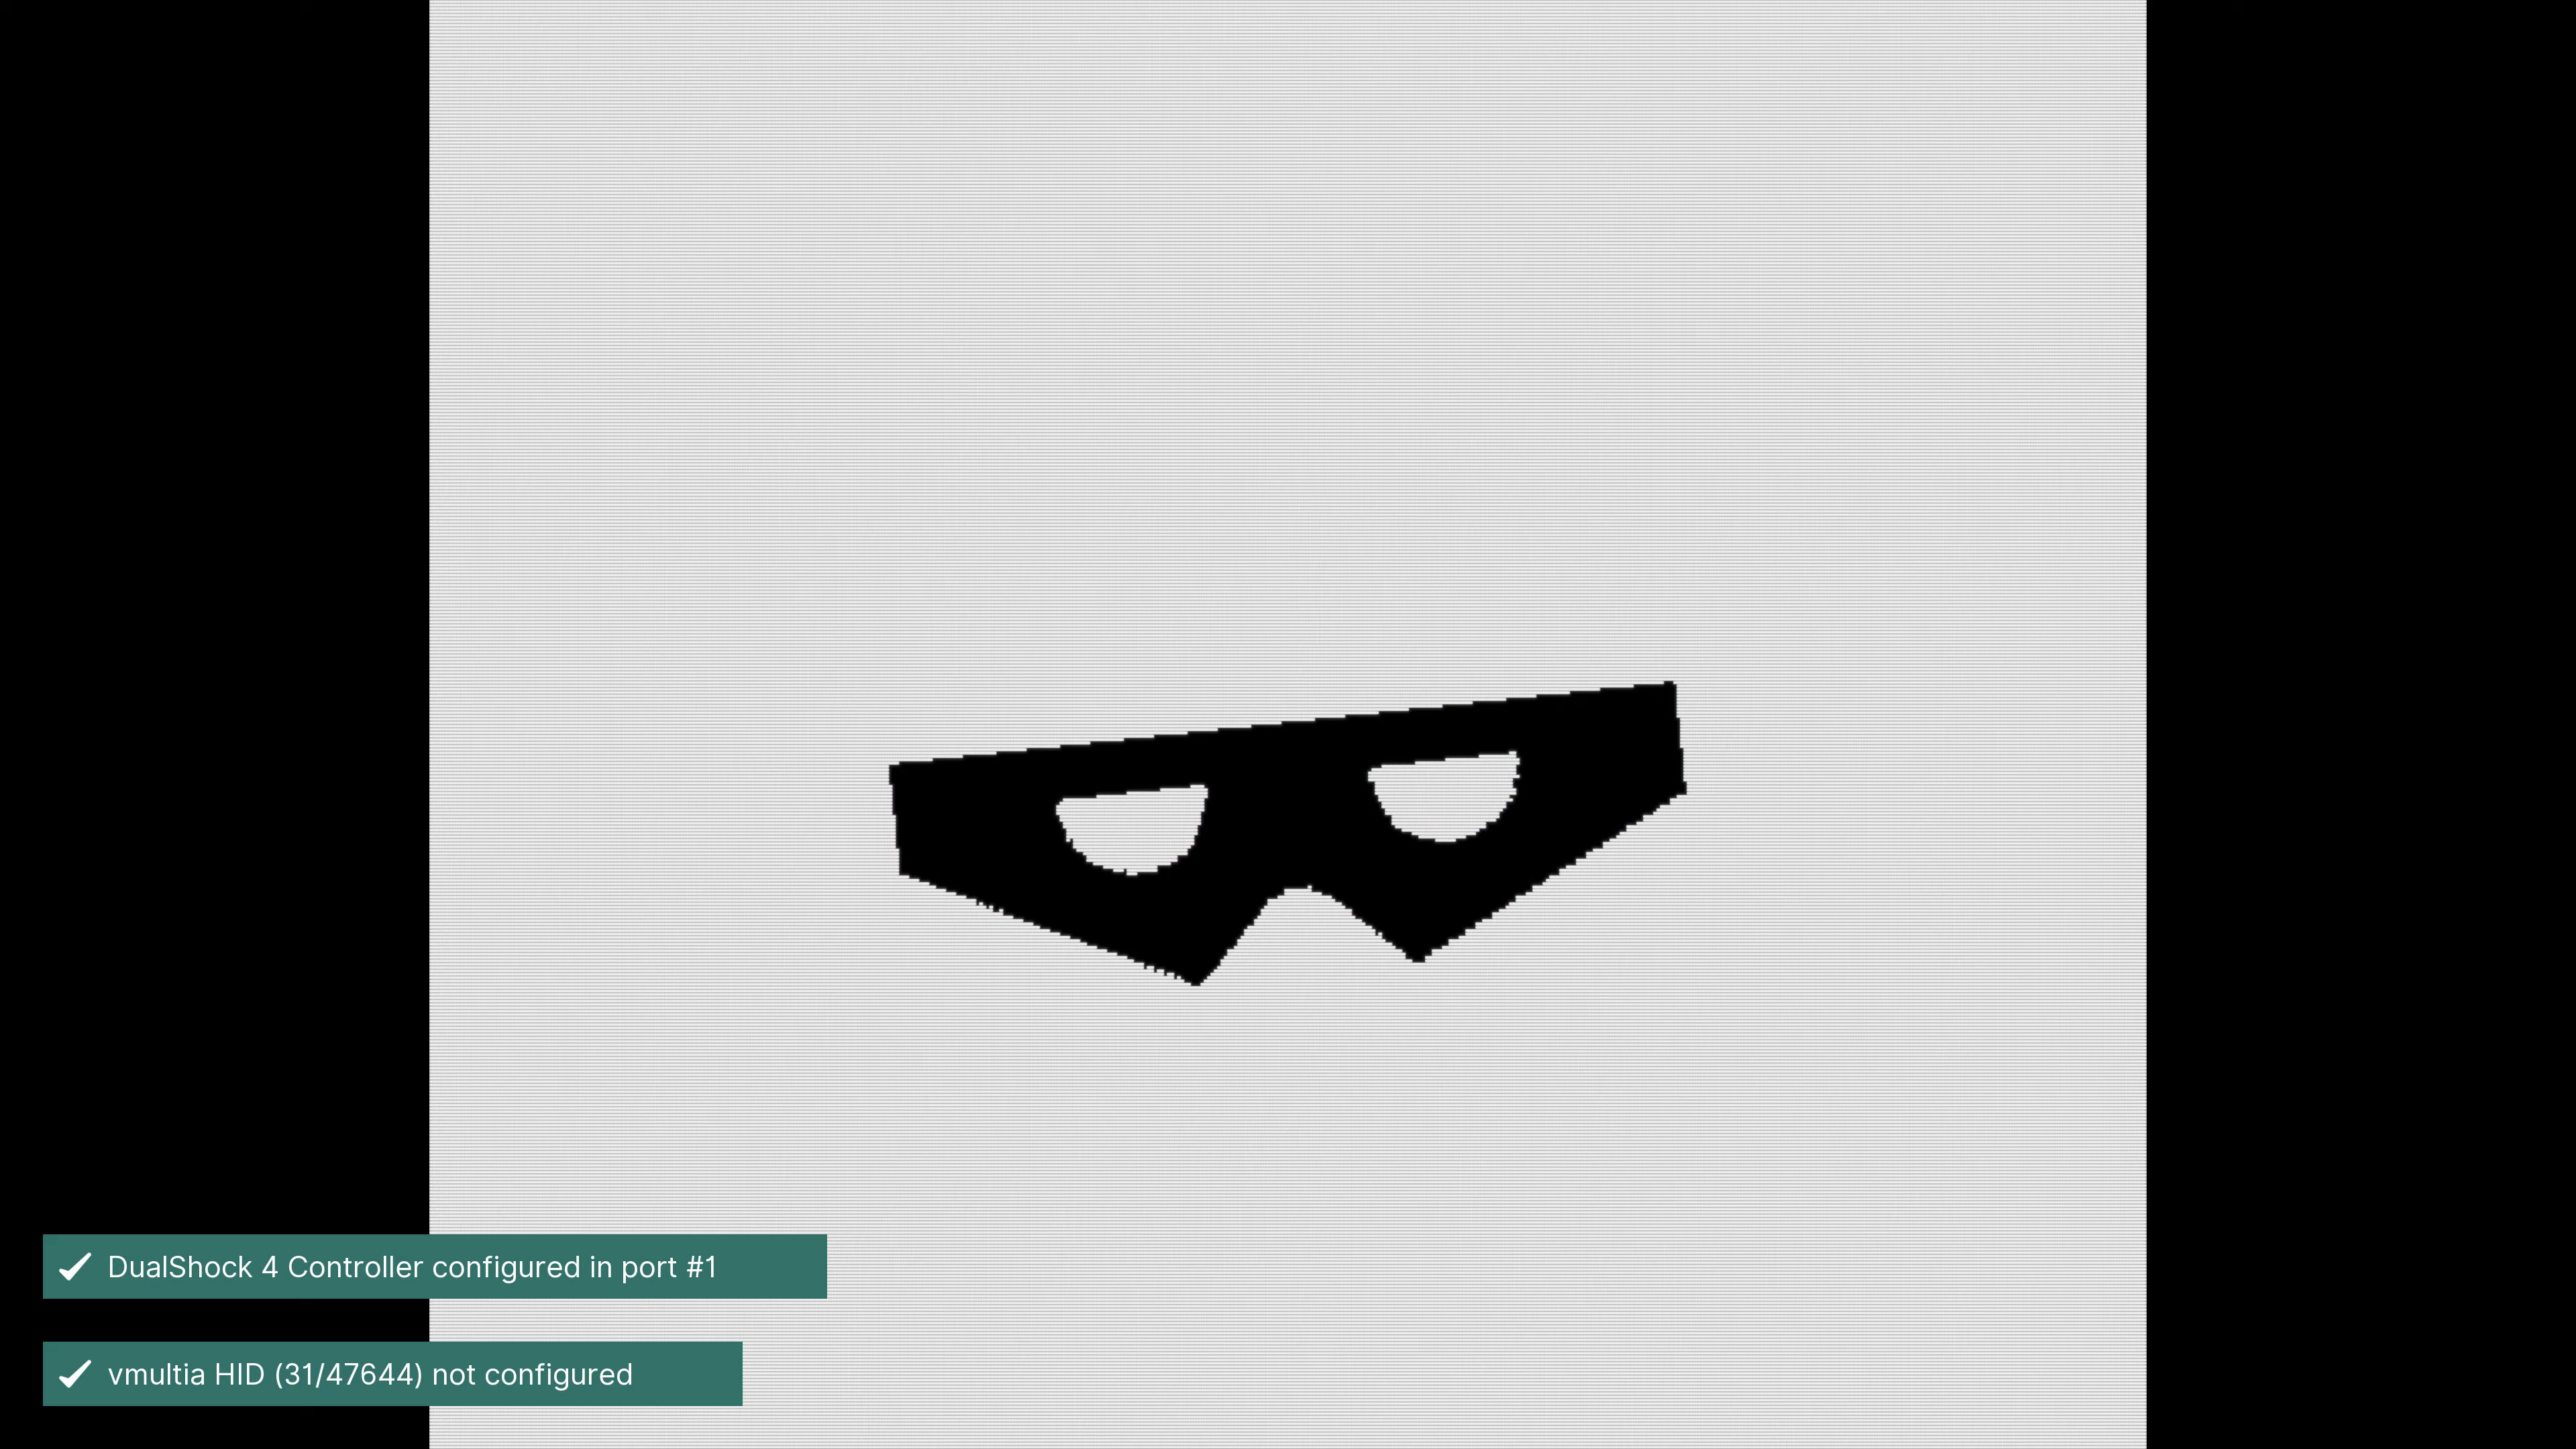 DualShock 4 Controller configured in port #1
vmultia HID (31/47644) not configured